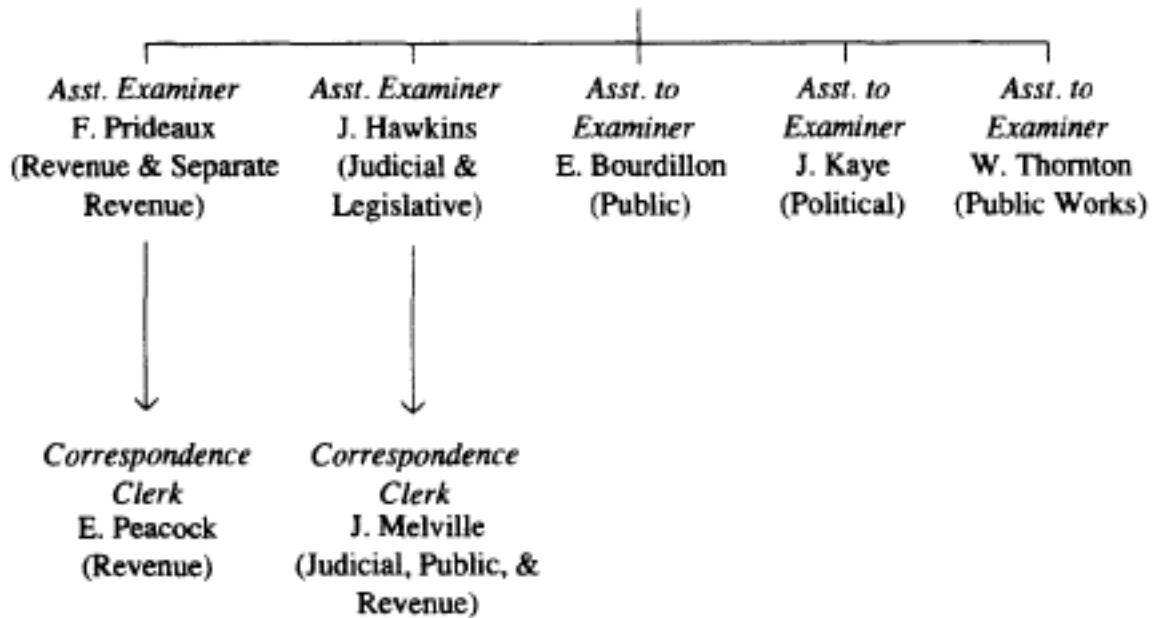 Asst. Examiner
F. Prideaux
(Revenue & Separate
Revenue)
Asst. Examiner
J. Hawkins
(Judicial &
Legislative)
Asst. to
Examiner
E. Bourdillon
(Public)
Asst. to
Examiner
J. Kaye
(Political)
Asst. to
Examiner
W. Thornton
(Public Works)
Correspondence
Clerk
E. Peacock
(Revenue)
Correspondence
Clerk
J. Melville
(Judicial, Public, &
Revenue)